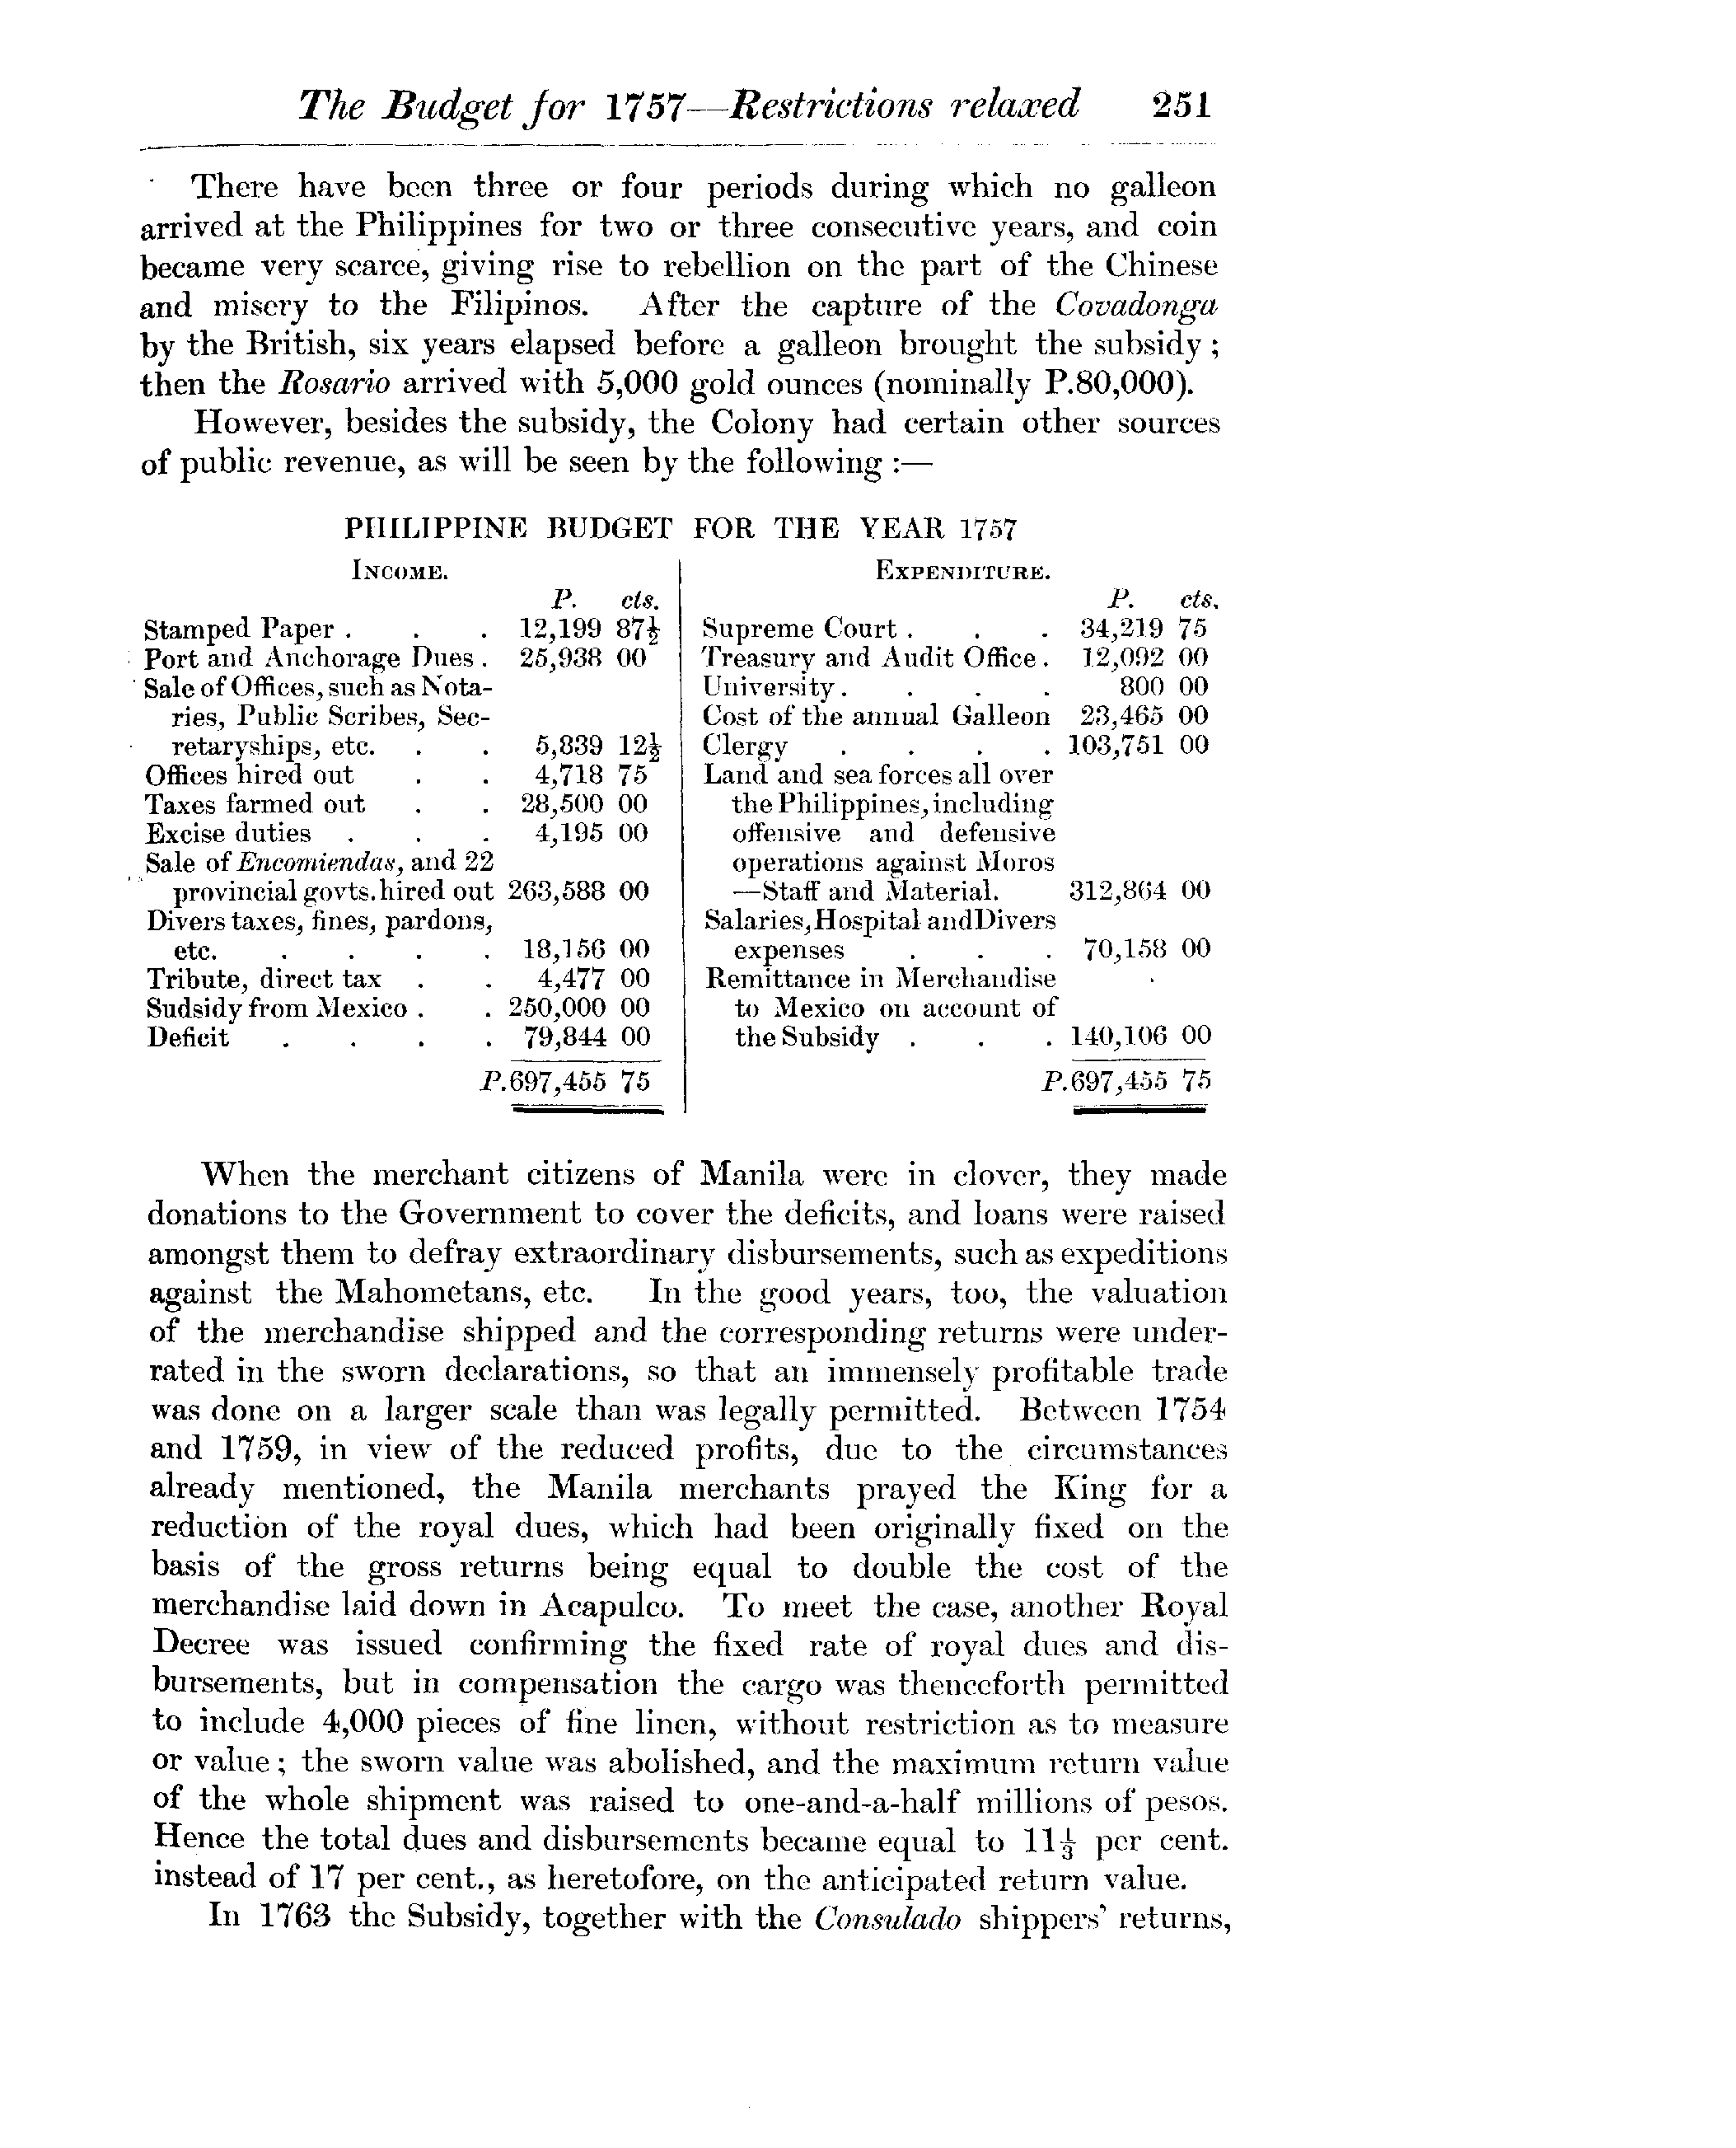 The Budget for 1757—Restrictions relaxed 251
There have been three or four periods during which no galleon
arrived at the Philippines for two or three consecutive years, and coin
became very scarce, giving rise to rebellion on the part of the Chinese
and misery to the Filipinos. After the capture of the Covadonga
by the British, six years elapsed before a galleon brought the subsidy;
then the Rosario arrived with 5,000 gold ounces (nominally P.80,000).
However, besides the subsidy, the Colony had certain other sources
of public revenue, as will be seen by the following :—
PHILIPPINE BUDGET FOR THE YEAR 1757
INCOME.
P. cts.
Stamped Paper . . . 12,199 87½
Port and Anchorage Dues . 25,938 00
Sale of Offices, such as Nota-
ries, Public Scribes, Sec-
retaryships, etc. . . 5,839 12½
Offices hired out . . 4,718 75
Taxes farmed out . . 28,500 00
Excise duties . . . 4,195 00
Sale of Encomiendas, and 22
provincial govts. hired out 263,588 00
Divers taxes, fines, pardons,
etc. . . . . 18,156 00
Tribute, direct tax . . 4,477 00
Sudsidy from Mexico . . 250,000 00
Deficit . . . . 79,844 00
P.697,455 75
EXPENDITURE.
P. cts.
Supreme Court . . . 34,219 75
Treasury and Audit Office . 12,092 00
University . . . . 800 00
Cost of the annual Galleon 23,465 00
Clergy . . . . 103,751 00
Land and sea forces all over
the Philippines, including
offensive and defensive
operations against Moros
—Staff and Material. 312,864 00
Salaries, Hospital and Divers
expenses . . . 70,158 00
Remittance in Merchandise
to Mexico on account of
the Subsidy . . . 140,106 00
P.697,455 75
When the merchant citizens of Manila were in clover, they made
donations to the Government to cover the deficits, and loans were raised
amongst them to defray extraordinary disbursements, such as expeditions
against the Mahometans, etc. In the good years, too, the valuation
of the merchandise shipped and the corresponding returns were under-
rated in the sworn declarations, so that an immensely profitable trade
was done on a larger scale than was legally permitted. Between 1754
and 1759, in view of the reduced profits, due to the circumstances
already mentioned, the Manila merchants prayed the King for a
reduction of the royal dues, which had been originally fixed on the
basis of the gross returns being equal to double the cost of the
merchandise laid down in Acapulco. To meet the case, another Royal
Decree was issued confirming the fixed rate of royal dues and dis-
bursements, but in compensation the cargo was thenceforth permitted
to include 4,000 pieces of fine linen, without restriction as to measure
or value; the sworn value was abolished, and the maximum return value
of the whole shipment was raised to one-and-a-half millions of pesos.
Hence the total dues and disbursements became equal to 11⅓ per cent.
instead of 17 per cent., as heretofore, on the anticipated return value.
In 1763 the Subsidy, together with the Consulado shippers' returns,